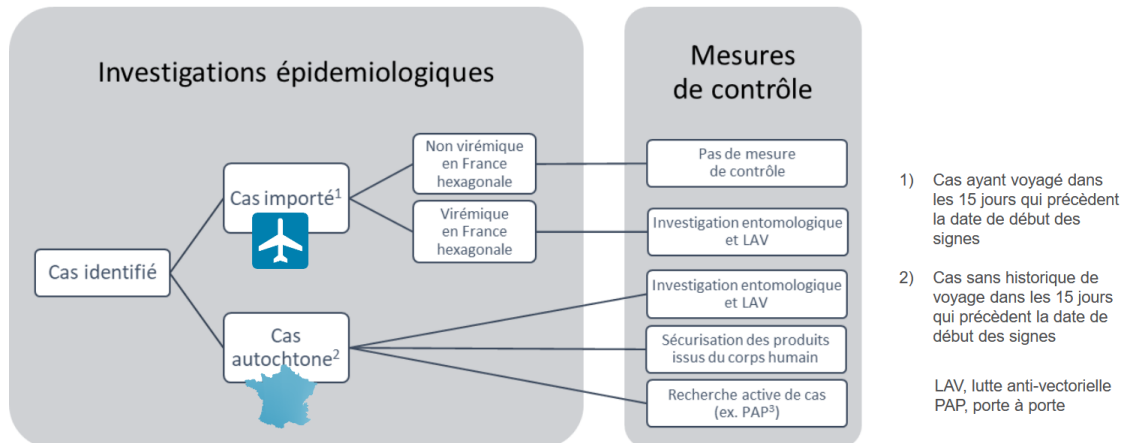 Investigations épidemiologiques
Mesures
de contrôle
Non virémique
en France
hexagonale
Pas de mesure
de contrôle
Cas importé1
Virémique
en France
hexagonale
Investigation entomologique
et LAV
Cas identifié
Investigation entomologique
et LAV
Cas
autochtone2
Sécurisation des produits
issus du corps humain
Recherche active de cas
(ex. PAP3)
1) Cas ayant voyagé dans
les 15 jours qui précèdent
la date de début des
signes
2) Cas sans historique de
voyage dans les 15 jours
qui précèdent la date de
début des signes
LAV, lutte anti-vectorielle
PAP, porte à porte